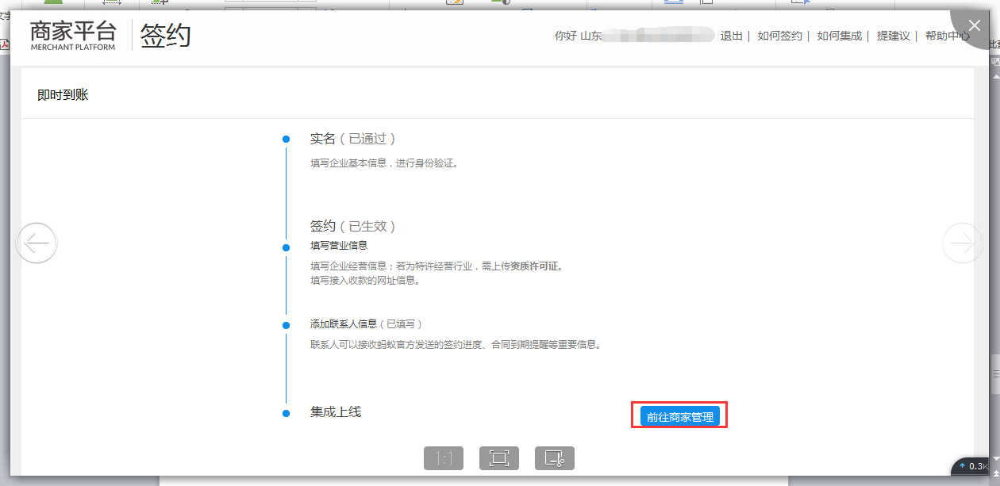 文字
商家平台
MERCHANT PLATFORM
签约
你好 山东
退出 | 如何签约 | 如何集成 | 提建议 | 帮助中心
即时到账
实名（已通过）
填写企业基本信息，进行身份验证。
签约（已生效）
填写营业信息
填写企业经营信息；若为特许经营行业，需上传资质许可证。
填写接入收款的网址信息。
添加联系人信息（已填写）
联系人可以接收蚂蚁官方发送的签约进度、合同到期提醒等重要信息。
集成上线
前往商家管理
1:1
0.3K